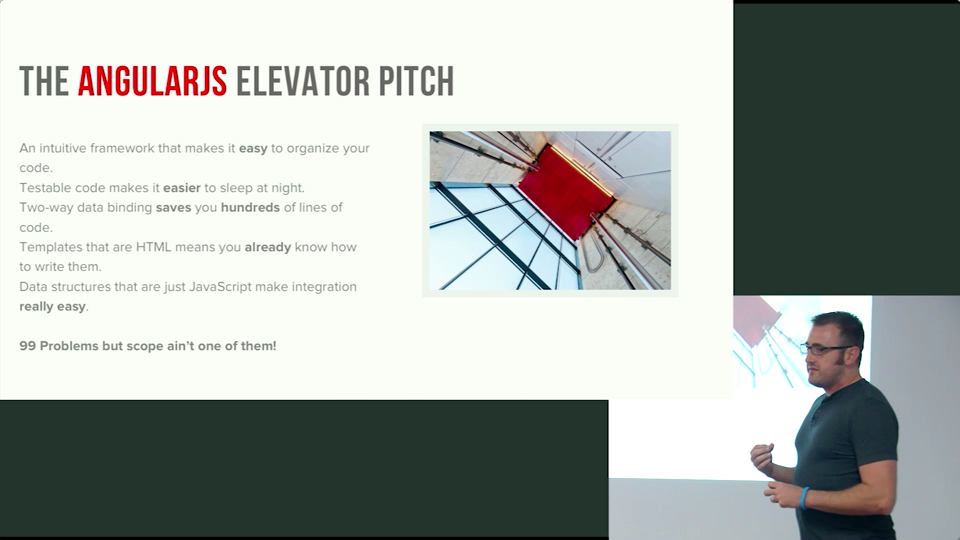 THE ANGULARJS ELEVATOR PITCH
An intuitive framework that makes it easy to organize your
code.
Testable code makes it easier to sleep at night.
Two-way data binding saves you hundreds of lines of
code.
Templates that are HTML means you already know how
to write them.
Data structures that are just JavaScript make integration
really easy.
99 Problems but scope ain't one of them!